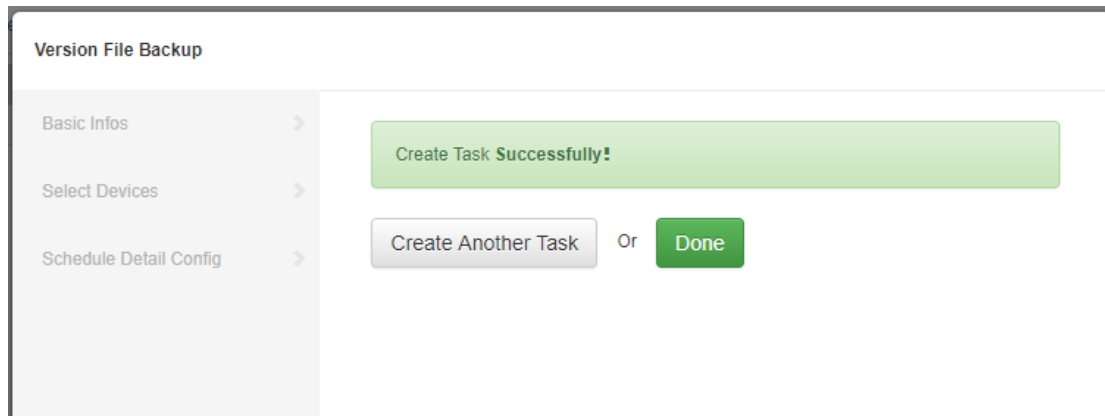 Version File Backup
Basic Infos
Create Task Successfully!
Select Devices
Create Another Task Or Done
Schedule Detail Config